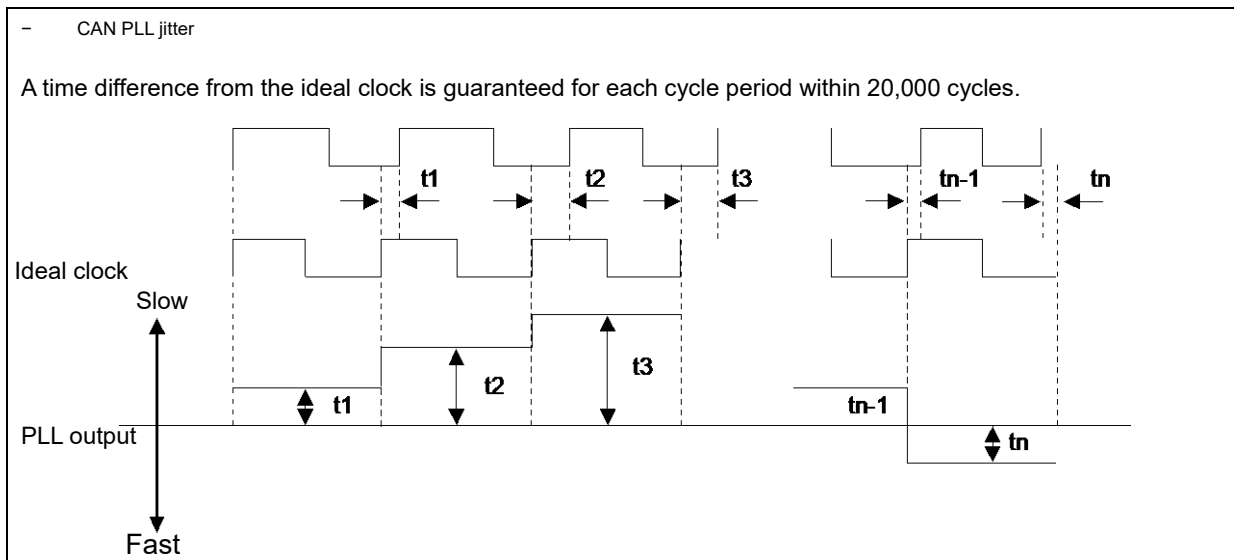 − CAN PLL jitter
A time difference from the ideal clock is guaranteed for each cycle period within 20,000 cycles.
t1 t2 t3 tn-1 tn
Ideal clock
Slow
t1 t2 t3 tn-1 tn
PLL output
Fast